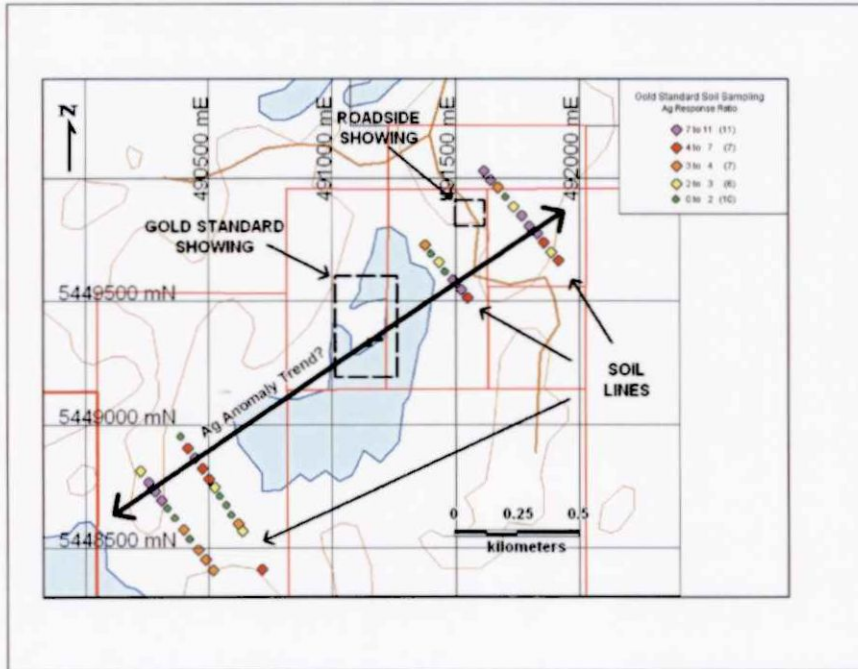 Z
490500 mE
491000 mE
491500 mE
492000 mE
ROADSIDE
SHOWING
Gold Standard Soil Sampling
Ag Response Ratio
7 to 11 (11)
4 to 7 (7)
3 to 4 (7)
2 to 3 (6)
0 to 2 (10)
GOLD STANDARD
SHOWING
5449500 mN
SOIL
LINES
Ag Anomaly Trend?
5449000 mN
0 0.25 0.5
kilometers
5448500 mN